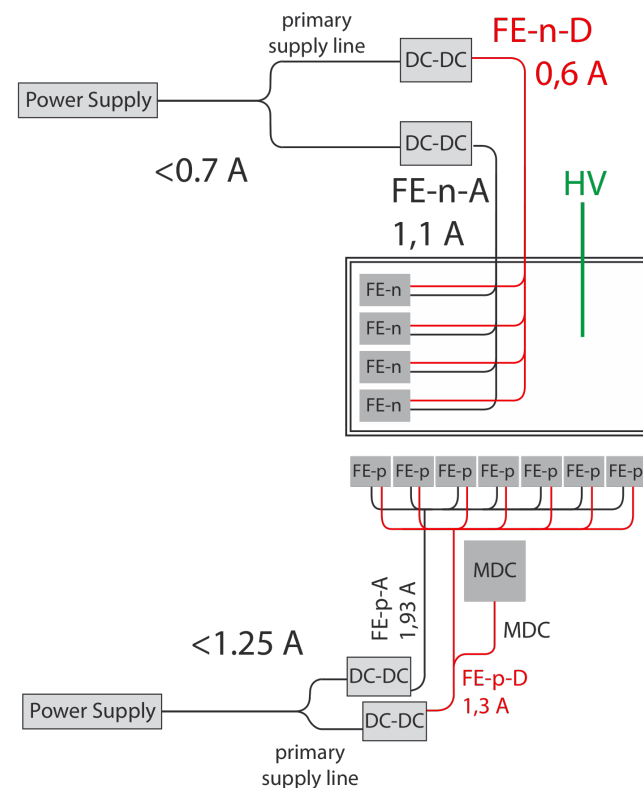 primary
supply line
FE-n-D
DC-DC
0,6 A
Power Supply
DC-DC
<0.7 A
FE-n-A
HV
1,1 A
FE-n
FE-n
FE-n
FE-n
FE-p FE-p FE-p FE-p FE-p FE-p FE-p
MDC
FE-p-A
1,93 A
MDC
<1.25 A
DC-DC
FE-p-D
1,3 A
Power Supply
DC-DC
primary
supply line